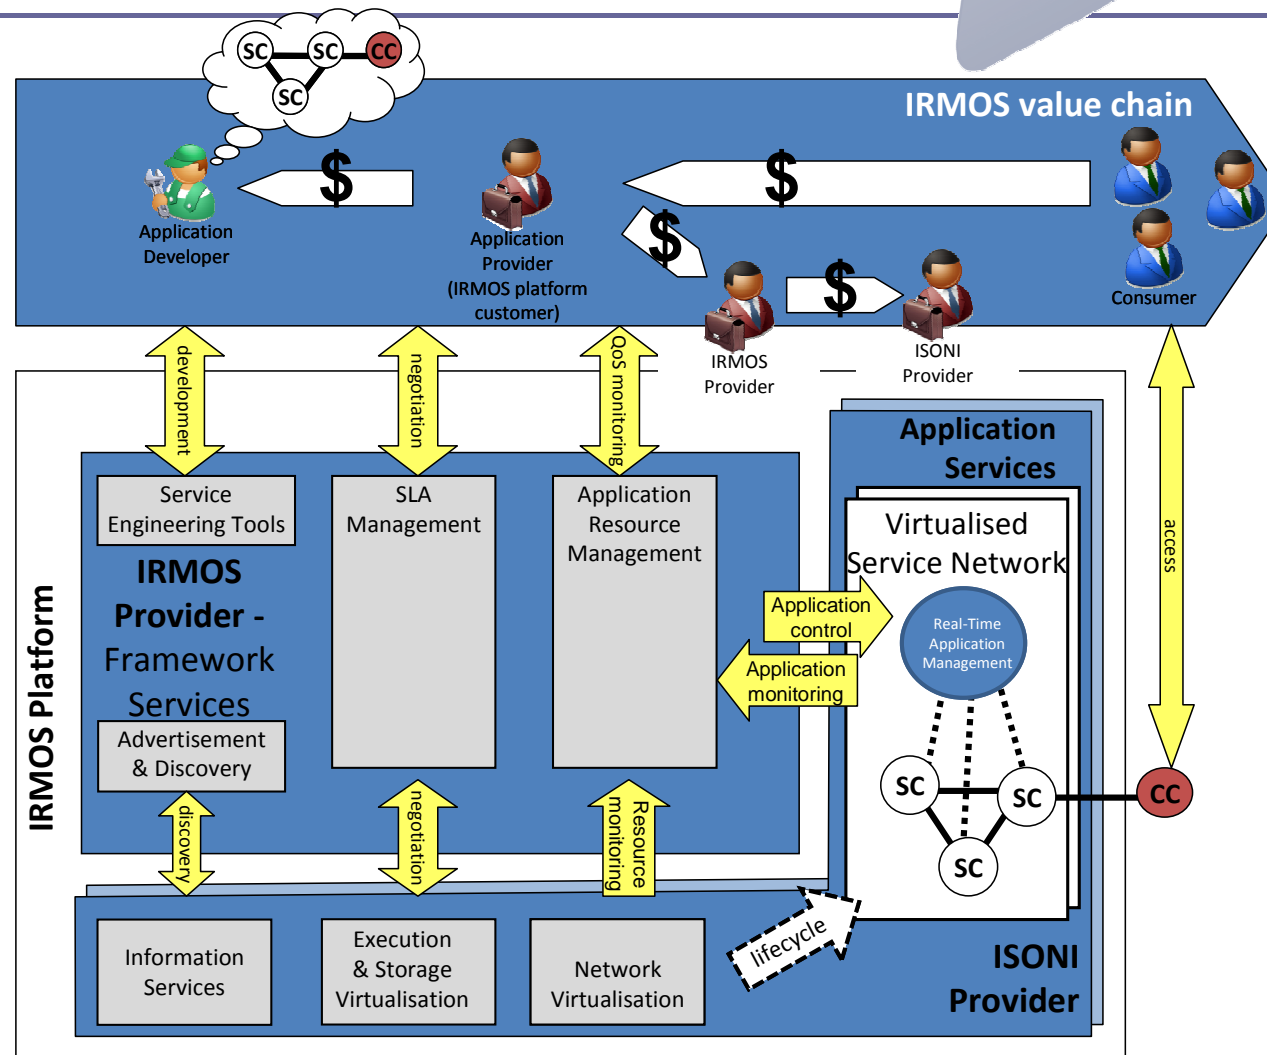 SC
SC
CC
SC
IRMOS value chain
$
$
$
$
Application
Developer
Application
Provider
(IRMOS platform
customer)
IRMOS
Provider
ISONI
Provider
Consumer
development
negotiation
QoS monitoring
access
IRMOS Platform
Service
Engineering Tools
SLA
Management
Application
Resource
Management
IRMOS
Provider -
Framework
Services
Advertisement
& Discovery
Application
Services
Virtualised
Service Network
Real-Time
Application
Management
Application
control
Application
monitoring
SC
SC
SC
CC
discovery
negotiation
Resource
monitoring
lifecycle
Information
Services
Execution
& Storage
Virtualisation
Network
Virtualisation
ISONI
Provider